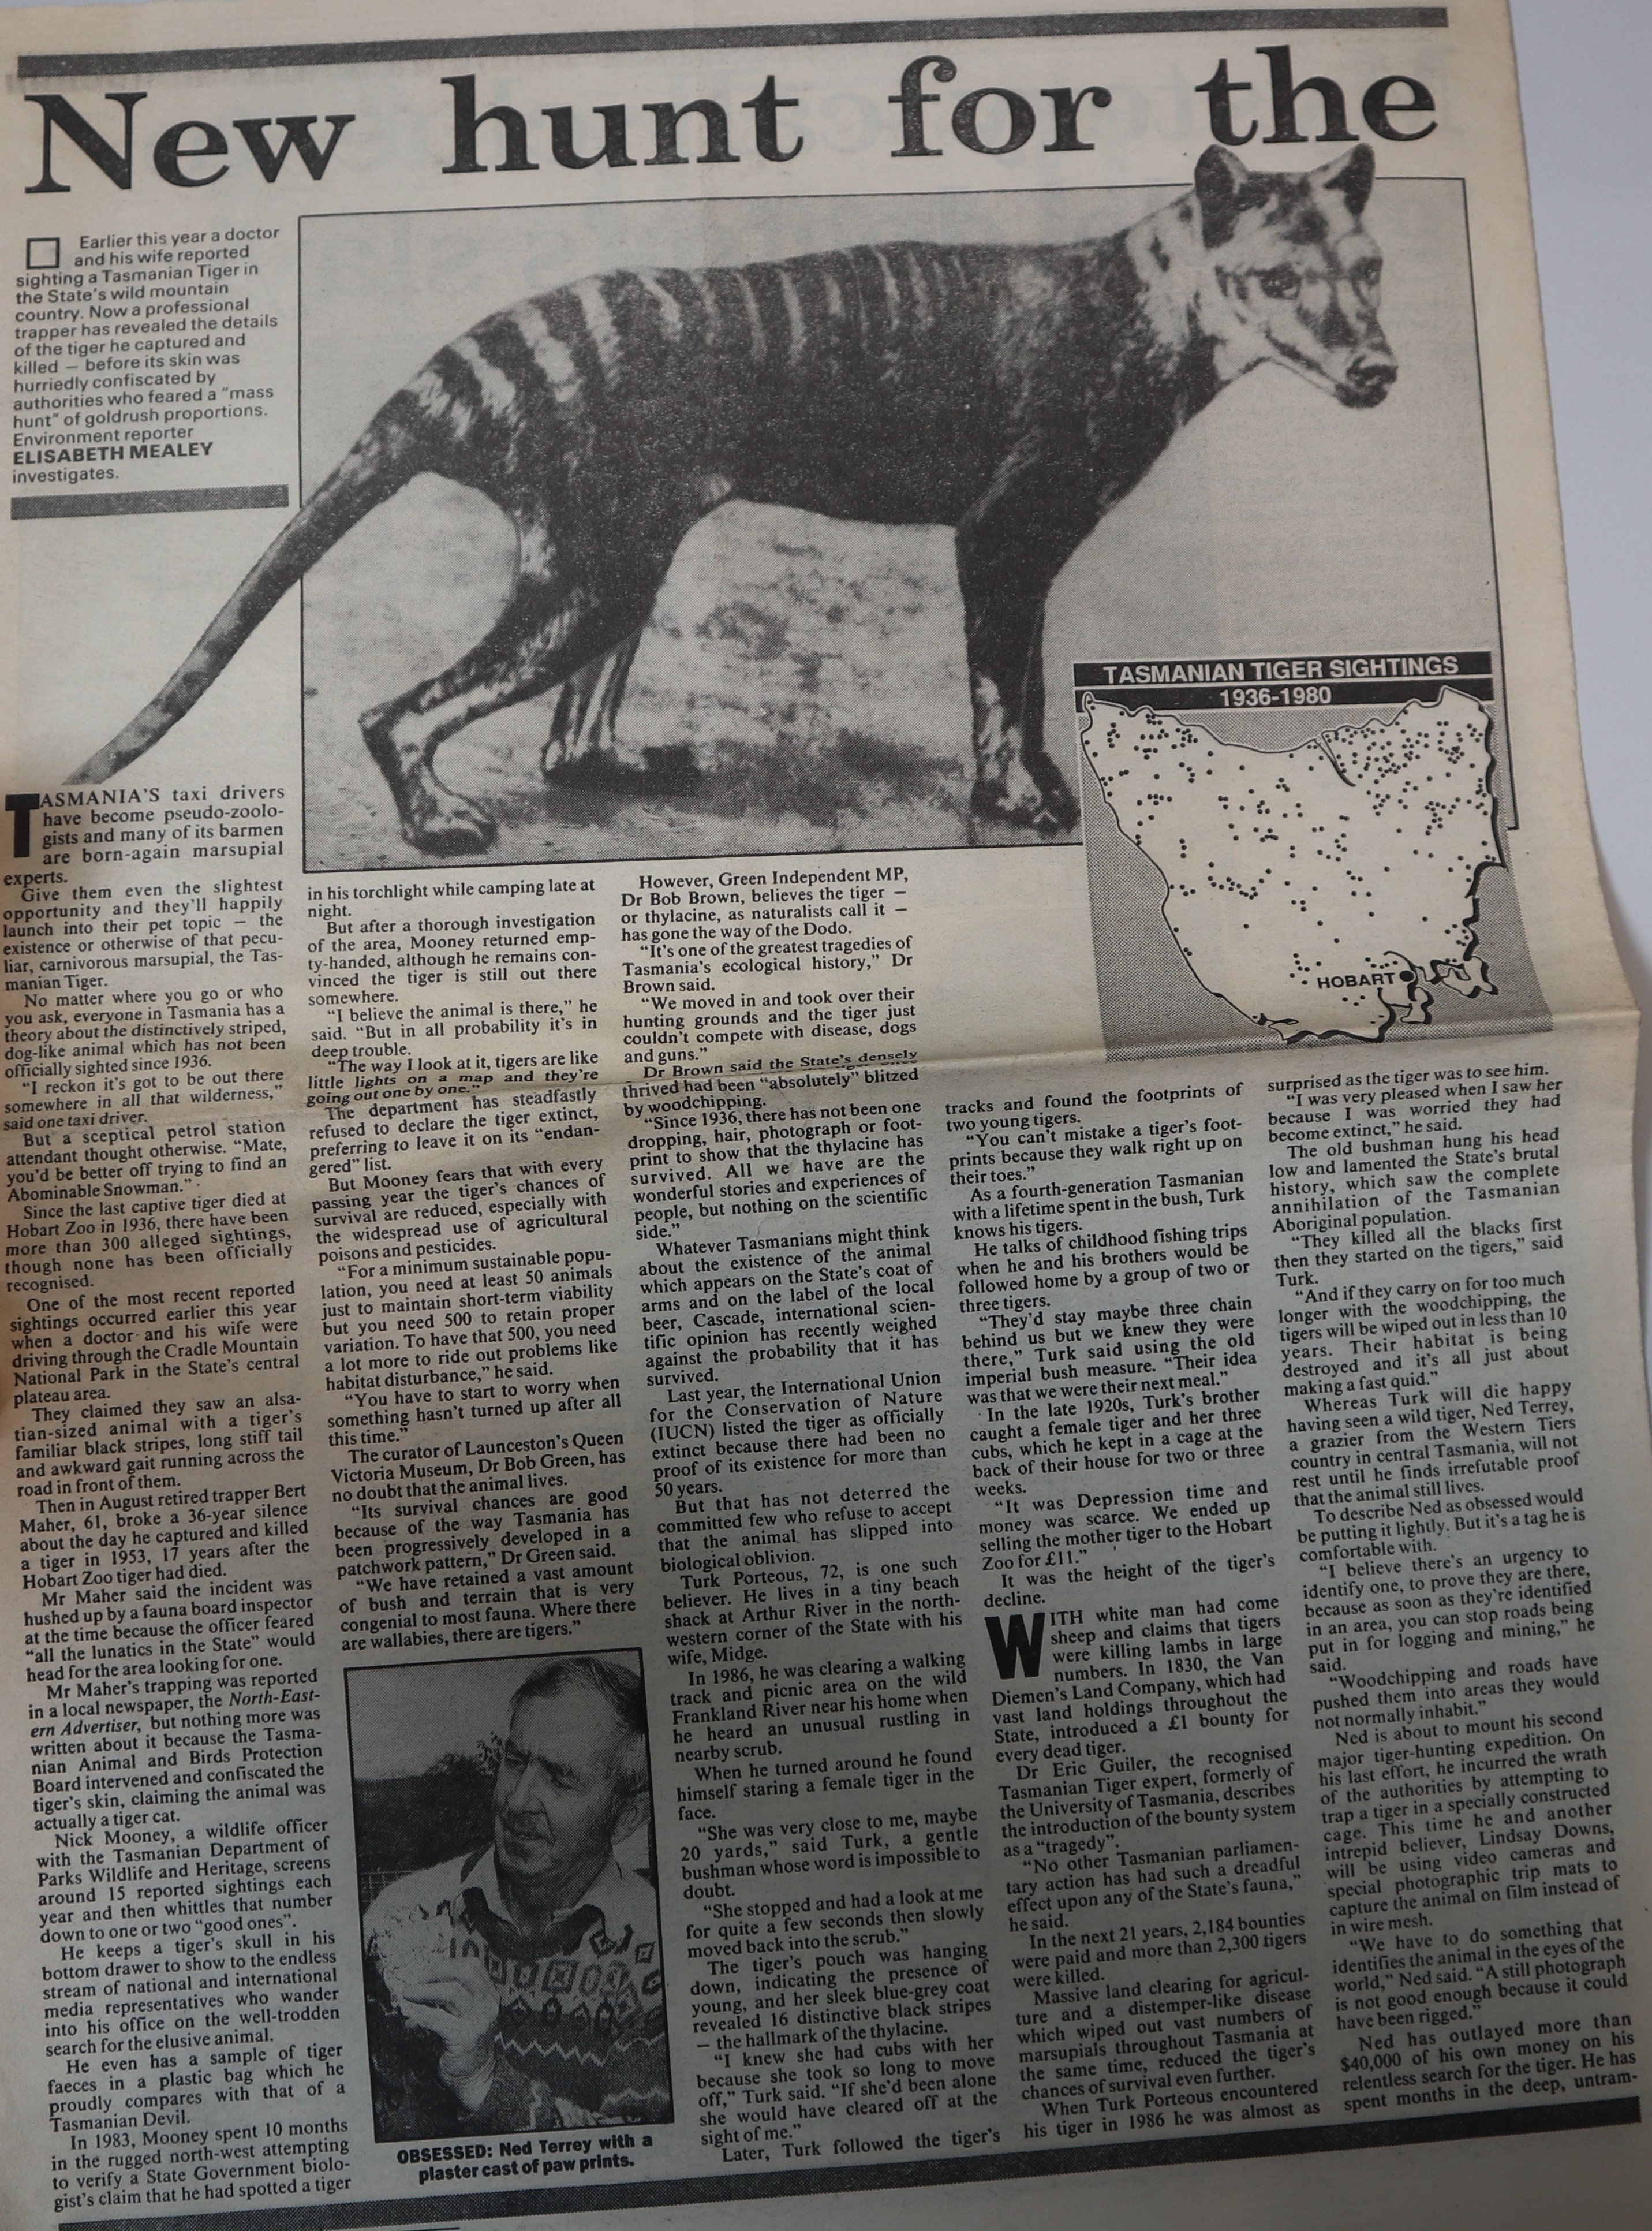 New hunt for the
Earlier this year a doctor
and his wife reported
sighting a Tasmanian Tiger in
the State's wild mountain
country. Now a professional
trapper has revealed the details
of the tiger he captured and
killed — before its skin was
hurriedly confiscated by
authorities who feared a "mass
hunt" of goldrush proportions.
Environment reporter
ELISABETH MEALEY
investigates.
TASMANIAN TIGER SIGHTINGS
1936-1980
HOBART
TASMANIA'S taxi drivers
have become pseudo-zoolo-
gists and many of its barmen
are born-again marsupial
experts.
Give them even the slightest
opportunity and they'll happily
launch into their pet topic — the
existence or otherwise of that pecu-
liar, carnivorous marsupial, the Tas-
manian Tiger.
No matter where you go or who
you ask, everyone in Tasmania has a
theory about the distinctively striped,
dog-like animal which has not been
officially sighted since 1936.
"I reckon it's got to be out there
somewhere in all that wilderness,"
said one taxi driver.
But a sceptical petrol station
attendant thought otherwise. "Mate,
you'd be better off trying to find an
Abominable Snowman."
Since the last captive tiger died at
Hobart Zoo in 1936, there have been
more than 300 alleged sightings,
though none has been officially
recognised.
One of the most recent reported
sightings occurred earlier this year
when a doctor and his wife were
driving through the Cradle Mountain
National Park in the State's central
plateau area.
They claimed they saw an alsa-
tian-sized animal with a tiger's
familiar black stripes, long stiff tail
and awkward gait running across the
road in front of them.
Then in August retired trapper Bert
Maher, 61, broke a 36-year silence
about the day he captured and killed
a tiger in 1953, 17 years after the
Hobart Zoo tiger had died.
Mr Maher said the incident was
hushed up by a fauna board inspector
at the time because the officer feared
"all the lunatics in the State" would
head for the area looking for one.
Mr Maher's trapping was reported
in a local newspaper, the North-East-
ern Advertiser, but nothing more was
written about it because the Tasma-
nian Animal and Birds Protection
Board intervened and confiscated the
tiger's skin, claiming the animal was
actually a tiger cat.
Nick Mooney, a wildlife officer
with the Tasmanian Department of
Parks Wildlife and Heritage, screens
around 15 reported sightings each
year and then whittles that number
down to one or two "good ones".
He keeps a tiger's skull in his
bottom drawer to show to the endless
stream of national and international
media representatives who wander
into his office on the well-trodden
search for the elusive animal.
He even has a sample of tiger
faeces in a plastic bag which he
proudly compares with that of a
Tasmanian Devil.
In 1983, Mooney spent 10 months
in the rugged north-west attempting
to verify a State Government biolo-
gist's claim that he had spotted a tiger
in his torchlight while camping late at
night.
But after a thorough investigation
of the area, Mooney returned emp-
ty-handed, although he remains con-
vinced the tiger is still out there
somewhere.
"I believe the animal is there," he
said. "But in all probability it's in
deep trouble.
"The way I look at it, tigers are like
little lights on a map and they're
going out one by one."
The department has steadfastly
refused to declare the tiger extinct,
preferring to leave it on its "endan-
gered" list.
But Mooney fears that with every
passing year the tiger's chances of
survival are reduced, especially with
the widespread use of agricultural
poisons and pesticides.
"For a minimum sustainable popu-
lation, you need at least 50 animals
just to maintain short-term viability
but you need 500 to retain proper
variation. To have that 500, you need
a lot more to ride out problems like
habitat disturbance," he said.
"You have to start to worry when
something hasn't turned up after all
this time."
The curator of Launceston's Queen
Victoria Museum, Dr Bob Green, has
no doubt that the animal lives.
"Its survival chances are good
because of the way Tasmania has
been progressively developed in a
patchwork pattern," Dr Green said.
"We have retained a vast amount
of bush and terrain that is very
congenial to most fauna. Where there
are wallabies, there are tigers."
OBSESSED: Ned Terrey with a
plaster cast of paw prints.
However, Green Independent MP,
Dr Bob Brown, believes the tiger —
or thylacine, as naturalists call it —
has gone the way of the Dodo.
"It's one of the greatest tragedies of
Tasmania's ecological history," Dr
Brown said.
"We moved in and took over their
hunting grounds and the tiger just
couldn't compete with disease, dogs
and guns."
Dr Brown said the State's densely
thrived had been "absolutely" blitzed
by woodchipping.
"Since 1936, there has not been one
dropping, hair, photograph or foot-
print to show that the thylacine has
survived. All we have are the
wonderful stories and experiences of
people, but nothing on the scientific
side."
Whatever Tasmanians might think
about the existence of the animal
which appears on the State's coat of
arms and on the label of the local
beer, Cascade, international scien-
tific opinion has recently weighed
against the probability that it has
survived.
Last year, the International Union
for the Conservation of Nature
(IUCN) listed the tiger as officially
extinct because there had been no
proof of its existence for more than
50 years.
But that has not deterred the
committed few who refuse to accept
that the animal has slipped into
biological oblivion.
Turk Porteous, 72, is one such
believer. He lives in a tiny beach
shack at Arthur River in the north-
western corner of the State with his
wife, Midge.
In 1986, he was clearing a walking
track and picnic area on the wild
Frankland River near his home when
he heard an unusual rustling in
nearby scrub.
When he turned around he found
himself staring a female tiger in the
face.
"She was very close to me, maybe
20 yards," said Turk, a gentle
bushman whose word is impossible to
doubt.
"She stopped and had a look at me
for quite a few seconds then slowly
moved back into the scrub."
The tiger's pouch was hanging
down, indicating the presence of
young, and her sleek blue-grey coat
revealed 16 distinctive black stripes
— the hallmark of the thylacine.
"I knew she had cubs with her
because she took so long to move
off," Turk said. "If she'd been alone
she would have cleared off at the
sight of me."
Later, Turk followed the tiger's
tracks and found the footprints of
two young tigers.
"You can't mistake a tiger's foot-
prints because they walk right up on
their toes."
As a fourth-generation Tasmanian
with a lifetime spent in the bush, Turk
knows his tigers.
He talks of childhood fishing trips
when he and his brothers would be
followed home by a group of two or
three tigers.
"They'd stay maybe three chain
behind us but we knew they were
there," Turk said using the old
imperial bush measure. "Their idea
was that we were their next meal."
In the late 1920s, Turk's brother
caught a female tiger and her three
cubs, which he kept in a cage at the
back of their house for two or three
weeks.
"It was Depression time and
money was scarce. We ended up
selling the mother tiger to the Hobart
Zoo for £11."
It was the height of the tiger's
decline.
WITH white man had come
sheep and claims that tigers
were killing lambs in large
numbers. In 1830, the Van
Diemen's Land Company, which had
vast land holdings throughout the
State, introduced a £1 bounty for
every dead tiger.
Dr Eric Guiler, the recognised
Tasmanian Tiger expert, formerly of
the University of Tasmania, describes
the introduction of the bounty system
as a "tragedy".
"No other Tasmanian parliamen-
tary action has had such a dreadful
effect upon any of the State's fauna,"
he said.
In the next 21 years, 2,184 bounties
were paid and more than 2,300 tigers
were killed.
Massive land clearing for agricul-
ture and a distemper-like disease
which wiped out vast numbers of
marsupials throughout Tasmania at
the same time, reduced the tiger's
chances of survival even further.
When Turk Porteous encountered
his tiger in 1986 he was almost as
surprised as the tiger was to see him.
"I was very pleased when I saw her
because I was worried they had
become extinct," he said.
The old bushman hung his head
low and lamented the State's brutal
history, which saw the complete
annihilation of the Tasmanian
Aboriginal population.
"They killed all the blacks first
then they started on the tigers," said
Turk.
"And if they carry on for too much
longer with the woodchipping, the
tigers will be wiped out in less than 10
years. Their habitat is being
destroyed and it's all just about
making a fast quid."
Whereas Turk will die happy
having seen a wild tiger, Ned Terrey,
a grazier from the Western Tiers
country in central Tasmania, will not
rest until he finds irrefutable proof
that the animal still lives.
To describe Ned as obsessed would
be putting it lightly. But it's a tag he is
comfortable with.
"I believe there's an urgency to
identify one, to prove they are there,
because as soon as they're identified
in an area, you can stop roads being
put in for logging and mining," he
said.
"Woodchipping and roads have
pushed them into areas they would
not normally inhabit."
Ned is about to mount his second
major tiger-hunting expedition. On
his last effort, he incurred the wrath
of the authorities by attempting to
trap a tiger in a specially constructed
cage. This time he and another
intrepid believer, Lindsay Downs,
will be using video cameras and
special photographic trip mats to
capture the animal on film instead of
in wire mesh.
"We have to do something that
identifies the animal in the eyes of the
world," Ned said. "A still photograph
is not good enough because it could
have been rigged."
Ned has outlayed more than
$40,000 of his own money on his
relentless search for the tiger. He has
spent months in the deep, untram-